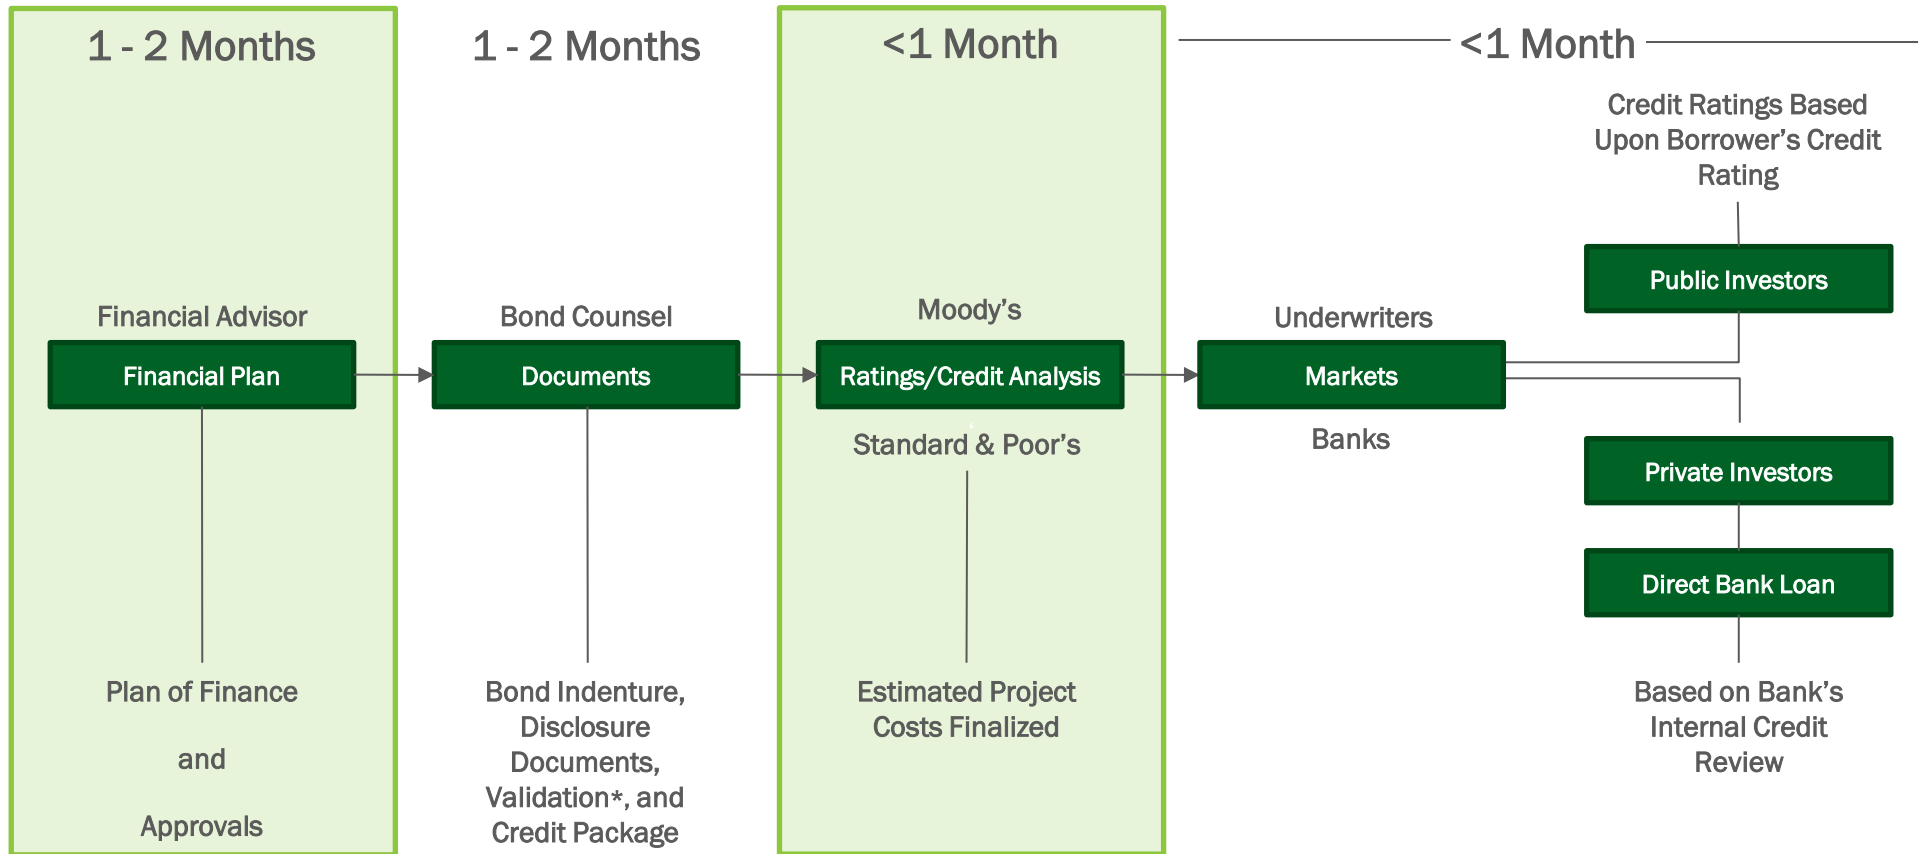 1 - 2 Months
1 - 2 Months
<1 Month
<1 Month
Credit Ratings Based
Upon Borrower's Credit
Rating
Public Investors
Financial Advisor
Financial Plan
Plan of Finance
and
Approvals
Bond Counsel
Documents
Bond Indenture,
Disclosure
Documents,
Validation*, and
Credit Package
Moody's
Ratings/Credit Analysis
Standard & Poor's
Estimated Project
Costs Finalized
Underwriters
Markets
Banks
Private Investors
Direct Bank Loan
Based on Bank's
Internal Credit
Review